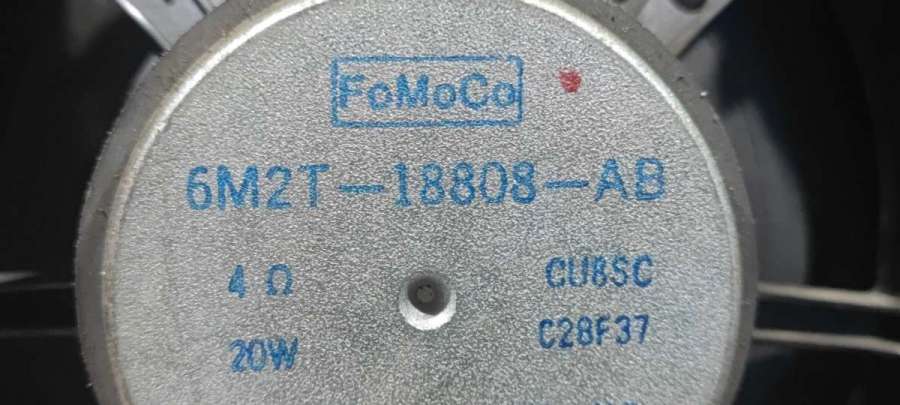 FoMoCo
6M2T-18808-AB
4 Ω
CU8SC
20W
C28F37